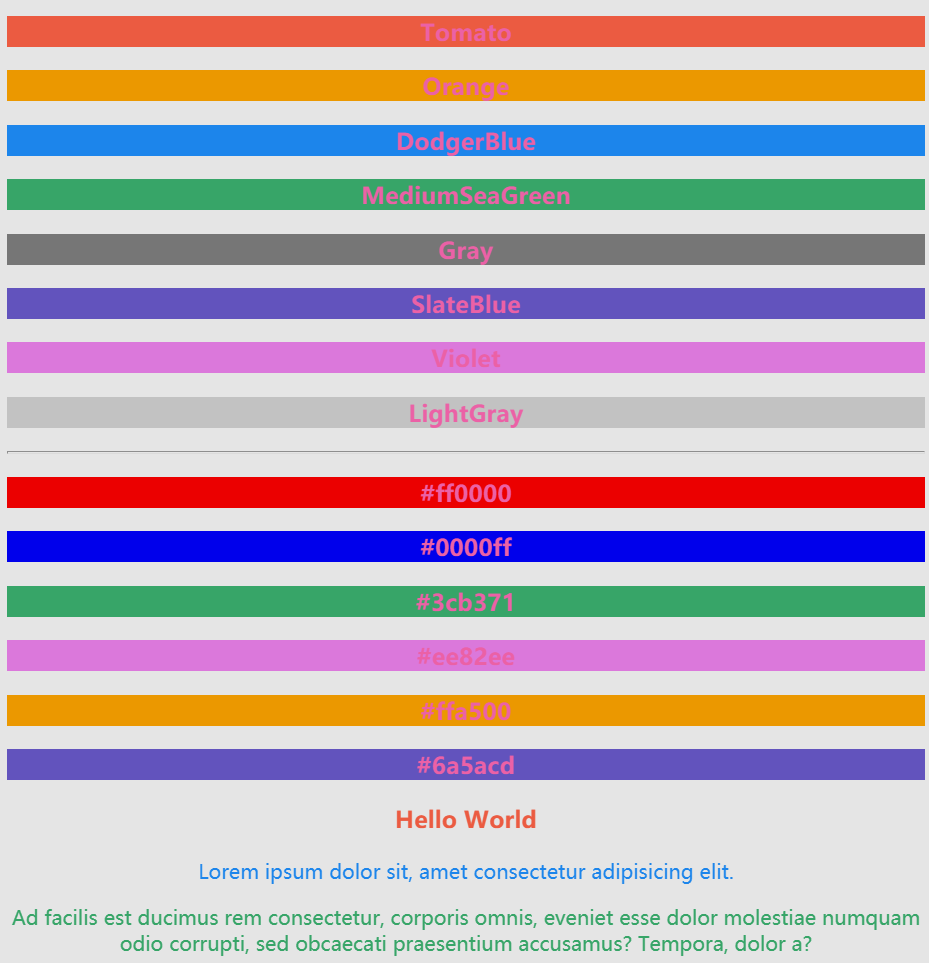 Tomato
Orange
DodgerBlue
MediumSeaGreen
Gray
SlateBlue
Violet
LightGray
#ff0000
#0000ff
#3cb371
#ee82ee
#ffa500
#6a5acd
Hello World
Lorem ipsum dolor sit, amet consectetur adipisicing elit.
Ad facilis est ducimus rem consectetur, corporis omnis, eveniet esse dolor molestiae numquam
odio corrupti, sed obcaecati praesentium accusamus? Tempora, dolor a?